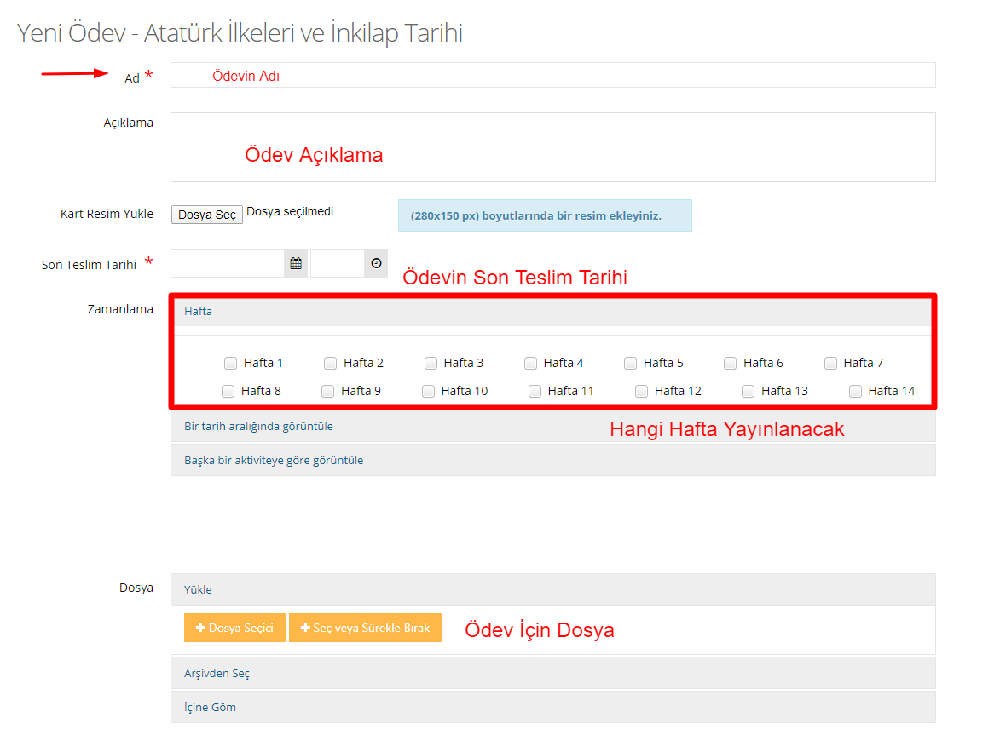 Yeni Ödev - Atatürk İlkeleri ve İnkilap Tarihi
Ad * Ödevin Adı
Açıklama
Ödev Açıklama
Kart Resim Yükle Dosya Seç Dosya seçilmedi (280x150 px) boyutlarında bir resim ekleyiniz.
Son Teslim Tarihi *
Ödevin Son Teslim Tarihi
Zamanlama Hafta
Hafta 1 Hafta 2 Hafta 3 Hafta 4 Hafta 5 Hafta 6 Hafta 7
Hafta 8 Hafta 9 Hafta 10 Hafta 11 Hafta 12 Hafta 13 Hafta 14
Bir tarih aralığında görüntüle Hangi Hafta Yayınlanacak
Başka bir aktiviteye göre görüntüle
Dosya Yükle
+ Dosya Seçici + Seç veya Sürekle Bırak Ödev İçin Dosya
Arşivden Seç
İçine Göm